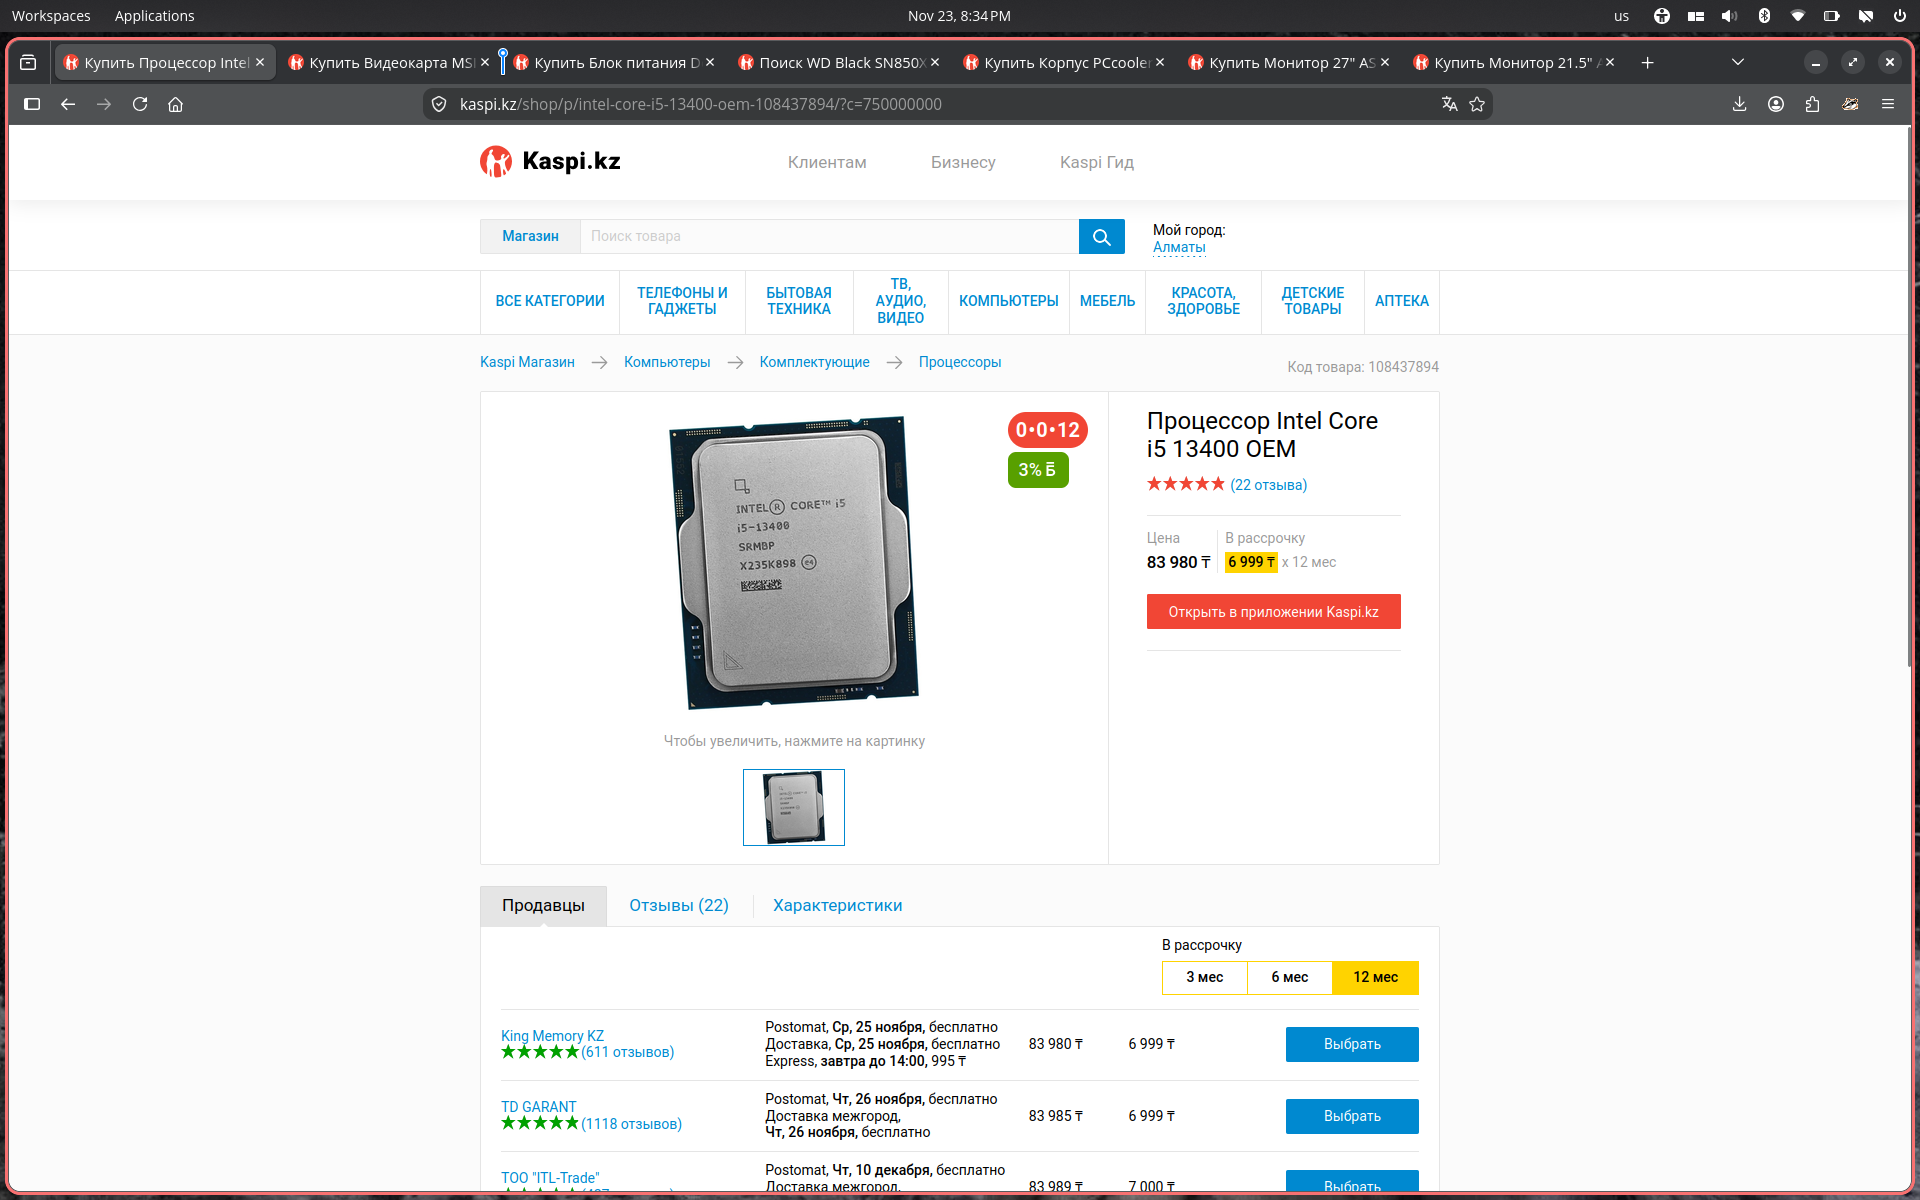 Workspaces
Applications
Nov 23, 8:34 PM
us
Купить Процессор Intel
Купить Видеокарта MSI
Купить Блок питания D
Поиск WD Black SN850X
Купить Корпус PCcooler
Купить Монитор 27" AS
Купить Монитор 21.5" A
kaspi.kz/shop/p/intel-core-i5-13400-oem-108437894/?c=750000000
Kaspi.kz
Клиентам
Бизнесу
Kaspi Гид
Магазин
Поиск товара
Мой город:
Алматы
ВСЕ КАТЕГОРИИ
ТЕЛЕФОНЫ И
ГАДЖЕТЫ
БЫТОВАЯ
ТЕХНИКА
ТВ,
АУДИО,
ВИДЕО
КОМПЬЮТЕРЫ
МЕБЕЛЬ
КРАСОТА,
ЗДОРОВЬЕ
ДЕТСКИЕ
ТОВАРЫ
АПТЕКА
Kaspi Магазин
Компьютеры
Комплектующие
Процессоры
Код товара: 108437894
INTEL® CORE™ i5
i5-13400
SRMBP
X235K898 e4
0•0•12
3% Б
Чтобы увеличить, нажмите на картинку
Процессор Intel Core
i5 13400 OEM
(22 отзыва)
Цена
83 980 ₸
В рассрочку
6 999 ₸ x 12 мес
Открыть в приложении Kaspi.kz
Продавцы
Отзывы (22)
Характеристики
В рассрочку
3 мес
6 мес
12 мес
King Memory KZ
(611 отзывов)
Postomat, Ср, 25 ноября, бесплатно
Доставка, Ср, 25 ноября, бесплатно
Express, завтра до 14:00, 995 ₸
83 980 ₸
6 999 ₸
Выбрать
TD GARANT
(1118 отзывов)
Postomat, Чт, 26 ноября, бесплатно
Доставка межгород,
Чт, 26 ноября, бесплатно
83 985 ₸
6 999 ₸
Выбрать
ТОО "ITL-Trade"
Postomat, Чт, 10 декабря, бесплатно
Доставка межгород,
83 989 ₸
7 000 ₸
Выбрать